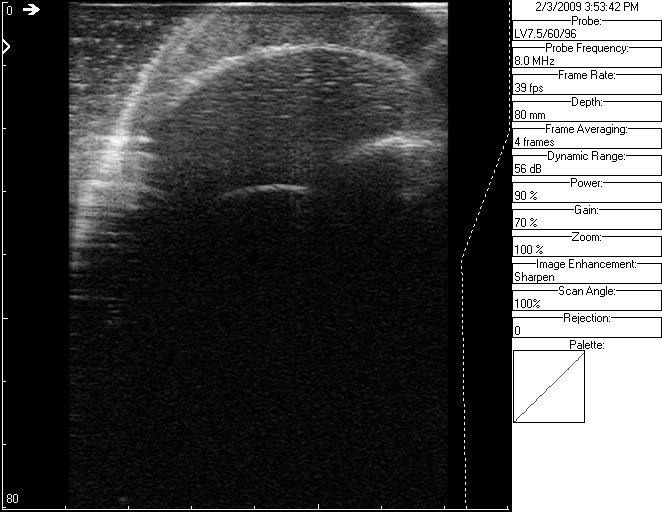 0
80
2/3/2009 3:53:42 PM
Probe:
LV7.5/60/96
Probe Frequency:
8.0 MHz
Frame Rate:
39 fps
Depth:
80 mm
Frame Averaging:
4 frames
Dynamic Range:
56 dB
Power:
90 %
Gain:
70 %
Zoom:
100 %
Image Enhancement:
Sharpen
Scan Angle:
100%
Rejection:
0
Palette: